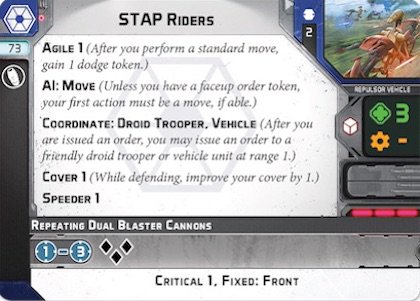 STAP Riders
2
73
Agile 1 (After you perform a standard move,
gain 1 dodge token.)
AI: Move (Unless you have a faceup order token,
your first action must be a move, if able.)
Coordinate: Droid Trooper, Vehicle (After you
are issued an order, you may issue an order to a
friendly droid trooper or vehicle unit at range 1.)
Cover 1 (While defending, improve your cover by 1.)
Speeder 1
Repulsor Vehicle
3
-
Repeating Dual Blaster Cannons
1-3
Critical 1, Fixed: Front